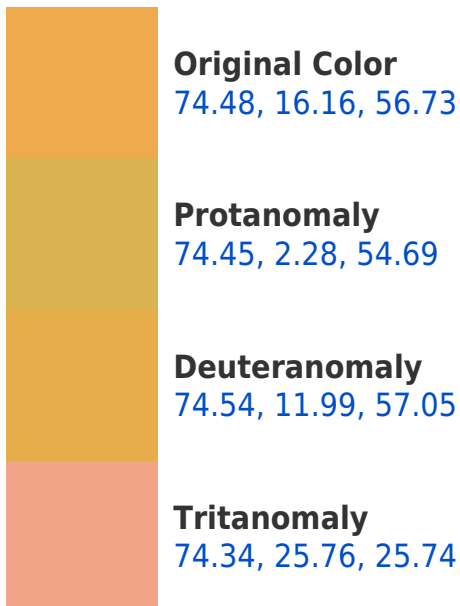 Original Color
74.48, 16.16, 56.73
Protanomaly
74.45, 2.28, 54.69
Deuteranomaly
74.54, 11.99, 57.05
Tritanomaly
74.34, 25.76, 25.74